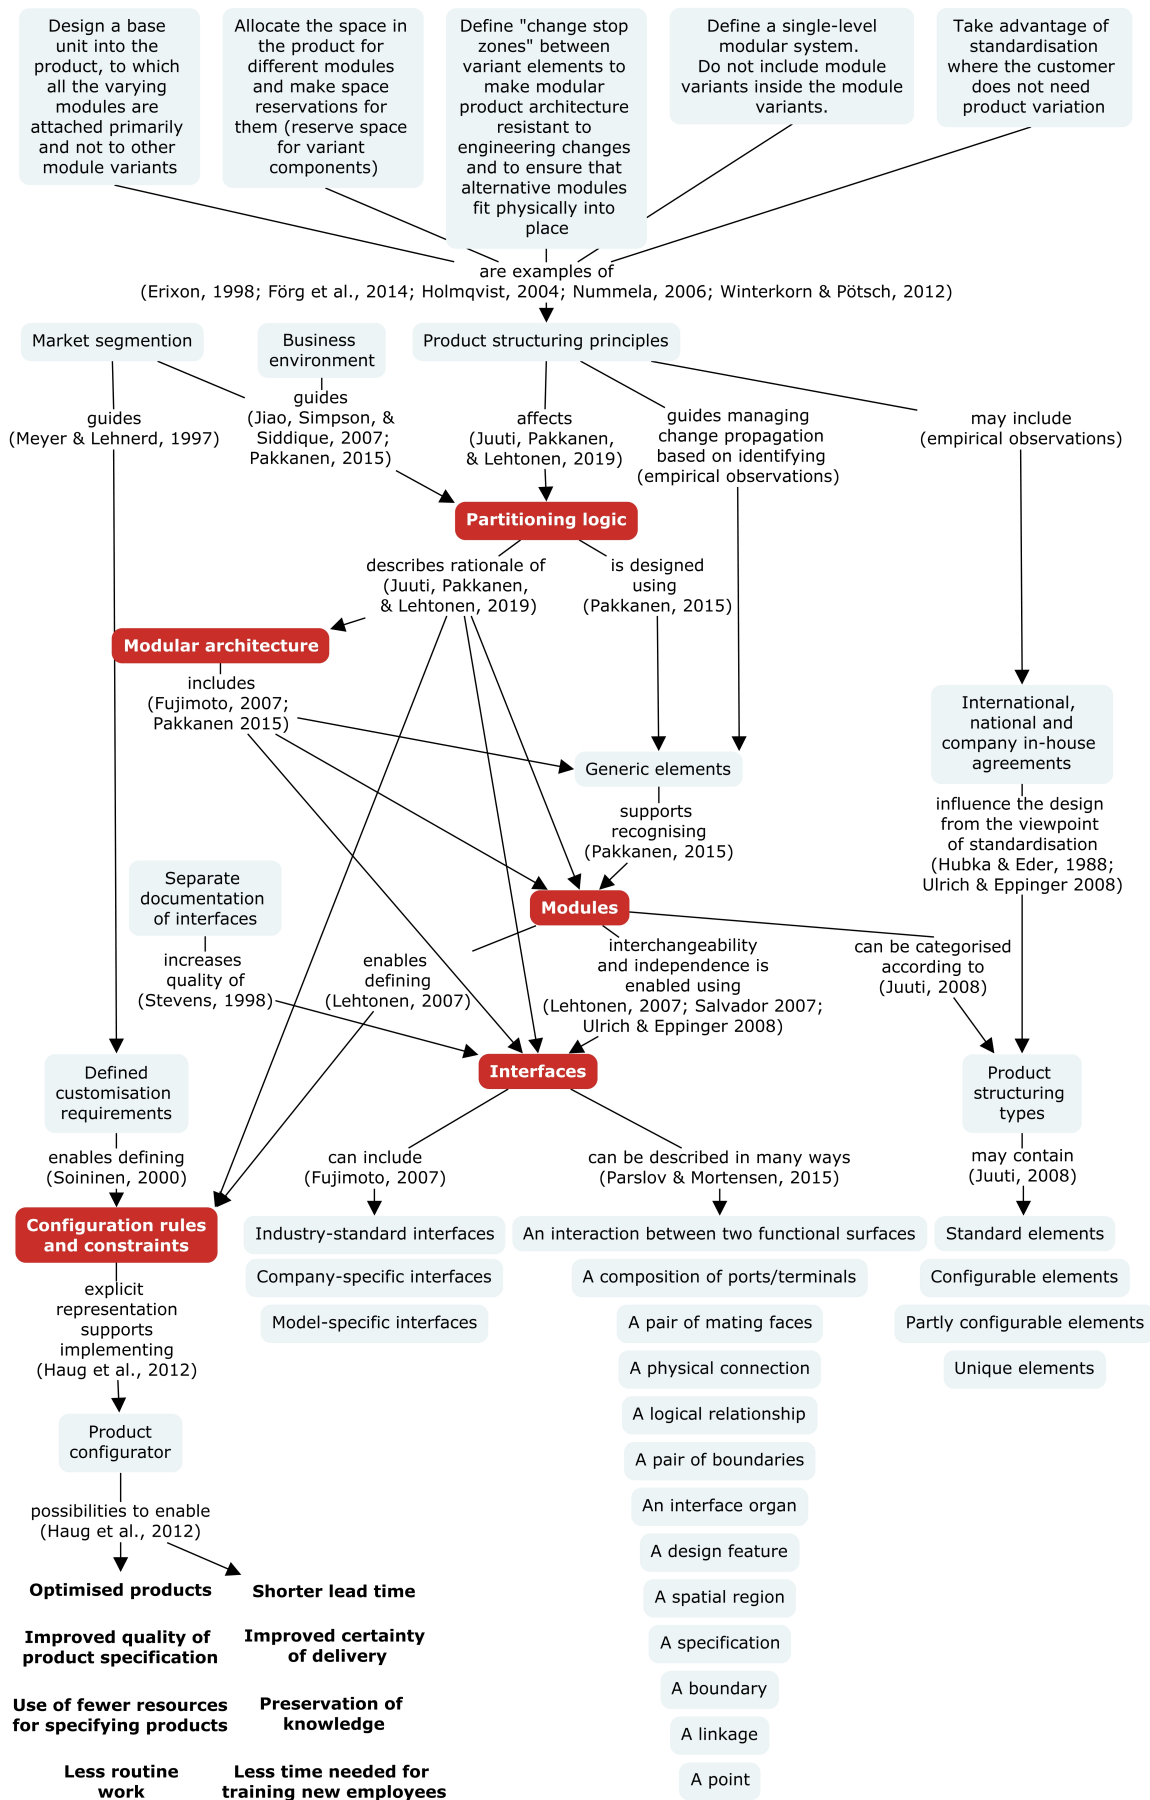 Design a base
unit into the
product, to which
all the varying
modules are
attached primarily
and not to other
module variants
Allocate the space in
the product for
different modules
and make space
reservations for
them (reserve space
for variant
components)
Define "change stop
zones" between
variant elements to
make modular
product architecture
resistant to
engineering changes
and to ensure that
alternative modules
fit physically into
place
Define a single-level
modular system.
Do not include module
variants inside the module
variants.
Take advantage of
standardisation
where the customer
does not need
product variation
are examples of
(Erixon, 1998; Förg et al., 2014; Holmqvist, 2004; Nummela, 2006; Winterkorn & Pötsch, 2012)
Market segmention
Business
environment
Product structuring principles
guides
(Meyer & Lehnerd, 1997)
guides
(Jiao, Simpson, &
Siddique, 2007;
Pakkanen, 2015)
affects
(Juuti, Pakkanen,
& Lehtonen, 2019)
guides managing
change propagation
based on identifying
(empirical observations)
may include
(empirical observations)
Partitioning logic
describes rationale of
(Juuti, Pakkanen,
& Lehtonen, 2019)
is designed
using
(Pakkanen, 2015)
Modular architecture
includes
(Fujimoto, 2007;
Pakkanen 2015)
International,
national and
company in-house
agreements
Generic elements
supports
recognising
(Pakkanen, 2015)
influence the design
from the viewpoint
of standardisation
(Hubka & Eder, 1988;
Ulrich & Eppinger 2008)
Separate
documentation
of interfaces
Modules
increases
quality of
(Stevens, 1998)
enables
defining
(Lehtonen, 2007)
interchangeability
and independence is
enabled using
(Lehtonen, 2007; Salvador 2007;
Ulrich & Eppinger 2008)
can be categorised
according to
(Juuti, 2008)
Interfaces
Defined
customisation
requirements
Product
structuring
types
enables defining
(Soininen, 2000)
can include
(Fujimoto, 2007)
can be described in many ways
(Parslov & Mortensen, 2015)
may contain
(Juuti, 2008)
Configuration rules
and constraints
Industry-standard interfaces
Company-specific interfaces
Model-specific interfaces
An interaction between two functional surfaces
A composition of ports/terminals
A pair of mating faces
A physical connection
A logical relationship
A pair of boundaries
An interface organ
A design feature
A spatial region
A specification
A boundary
A linkage
A point
Standard elements
Configurable elements
Partly configurable elements
Unique elements
explicit
representation
supports
implementing
(Haug et al., 2012)
Product
configurator
possibilities to enable
(Haug et al., 2012)
Optimised products
Shorter lead time
Improved quality of
product specification
Improved certainty
of delivery
Use of fewer resources
for specifying products
Preservation of
knowledge
Less routine
work
Less time needed for
training new employees